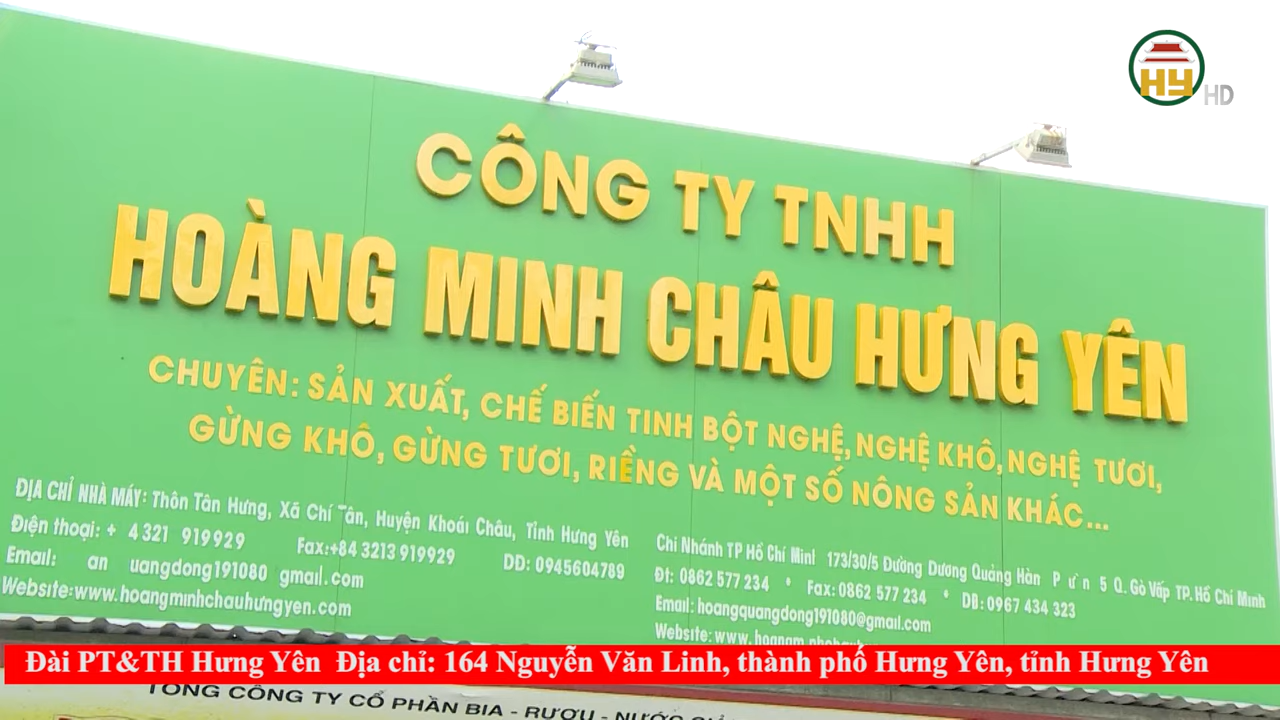 HY HD
CÔNG TY TNHH
HOÀNG MINH CHÂU HƯNG YÊN
CHUYÊN: SẢN XUẤT, CHẾ BIẾN TINH BỘT NGHỆ, NGHỆ KHÔ, NGHỆ TƯƠI,
GỪNG KHÔ, GỪNG TƯƠI, RIỀNG VÀ MỘT SỐ NÔNG SẢN KHÁC...
ĐỊA CHỈ NHÀ MÁY: Thôn Tân Hưng, Xã Chí Tân, Huyện Khoái Châu, Tỉnh Hưng Yên
Điện thoại: + 4321 919929 Fax:+84 3213 919929 DĐ: 0945604789
Email: an uangdong191080 gmail.com
Website:www.hoangminhchauhungyen.com
Chi Nhánh TP Hồ Chí Minh 173/30/5 Đường Dương Quảng Hàn P 5 Q. Gò Vấp TP. Hồ Chí Minh
Đt: 0862 577 234 * Fax: 0862 577 234 * DĐ: 0967 434 323
Email: hoangquangdong191080@gmail.com
Website: www.
Đài PT&TH Hưng Yên Địa chỉ: 164 Nguyễn Văn Linh, thành phố Hưng Yên, tỉnh Hưng Yên
TỔNG CÔNG TY CỔ PHẦN BIA - RƯỢU - NƯỚC